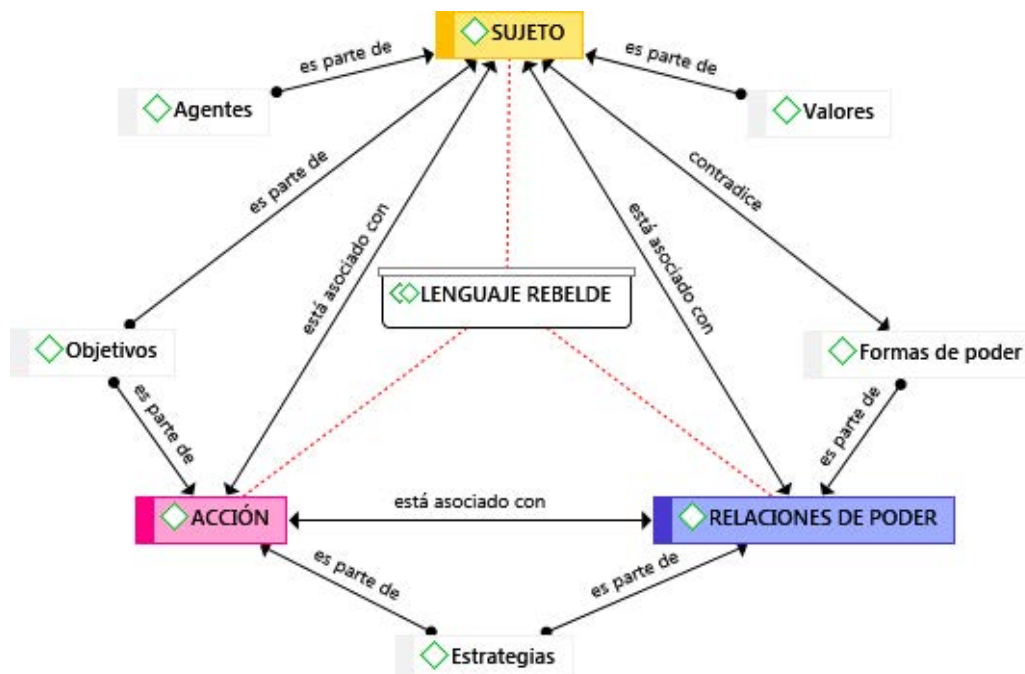 SUJETO
es parte de
es parte de
Agentes
Valores
es parte de
contradice
está asociado con
está asociado con
LENGUAJE REBELDE
Objetivos
Formas de poder
es parte de
es parte de
ACCIÓN
está asociado con
RELACIONES DE PODER
es parte de
es parte de
Estrategias